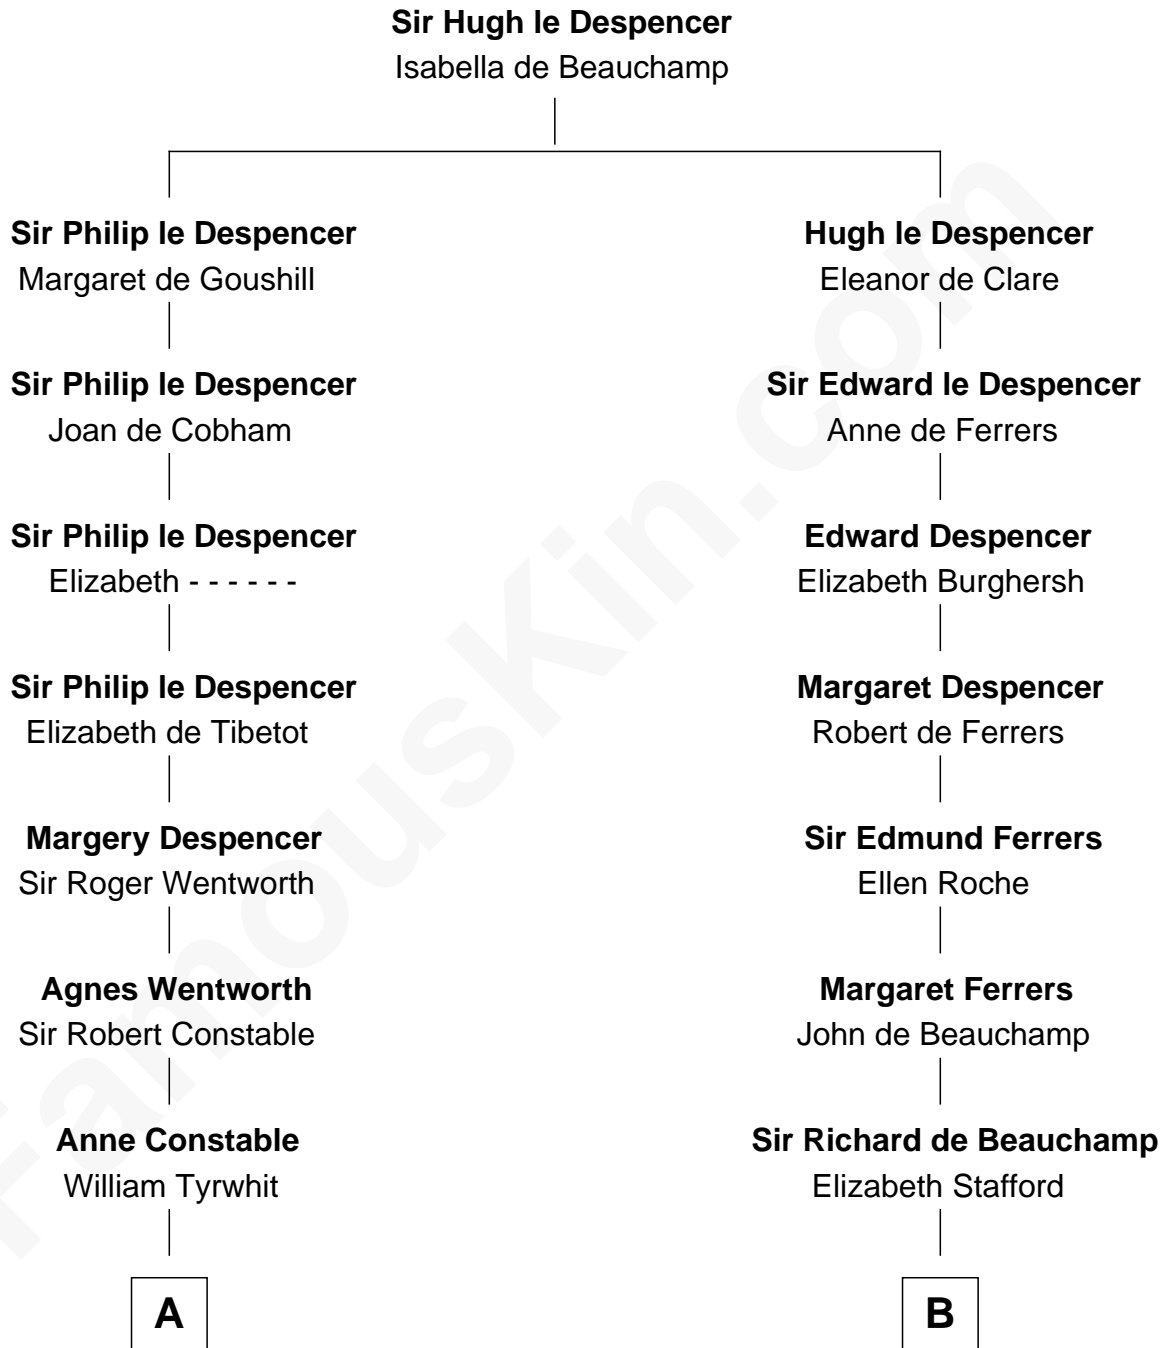 Sir Hugh le Despencer
Isabella de Beauchamp
Sir Philip le Despencer
Margaret de Goushill
Hugh le Despencer
Eleanor de Clare
Sir Philip le Despencer
Joan de Cobham
Sir Edward le Despencer
Anne de Ferrers
Sir Philip le Despencer
Elizabeth - - - - - -
Edward Despencer
Elizabeth Burghersh
Sir Philip le Despencer
Elizabeth de Tibetot
Margaret Despencer
Robert de Ferrers
Margery Despencer
Sir Roger Wentworth
Sir Edmund Ferrers
Ellen Roche
Agnes Wentworth
Sir Robert Constable
Margaret Ferrers
John de Beauchamp
Anne Constable
William Tyrwhit
Sir Richard de Beauchamp
Elizabeth Stafford
A
B
FamousKin.com